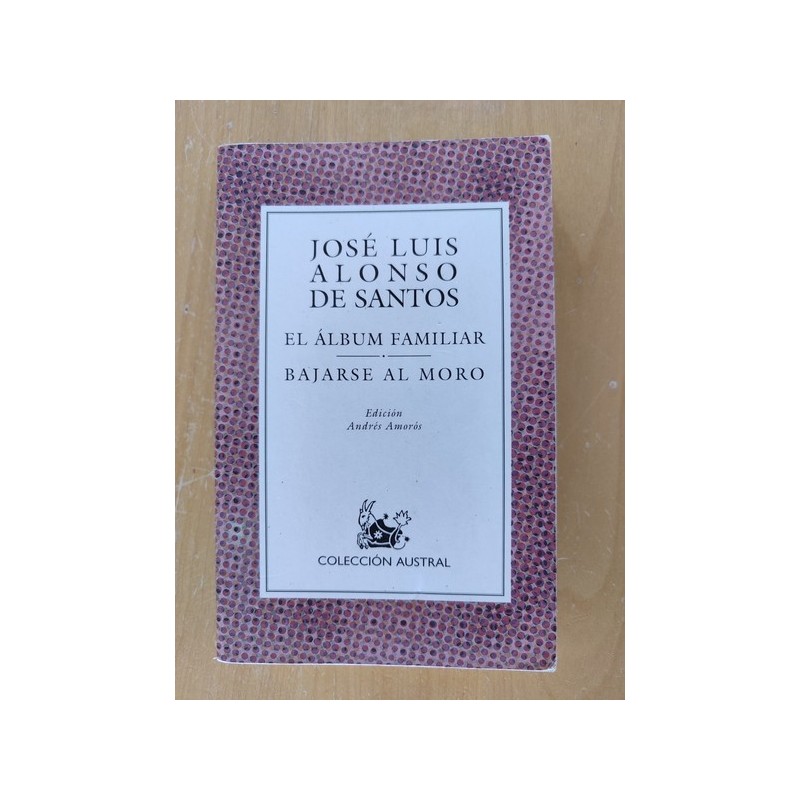 JOSÉ LUIS
ALONSO
DE SANTOS
EL ÁLBUM FAMILIAR
BAJARSE AL MORO
Edición
Andrés Amorós
COLECCIÓN AUSTRAL